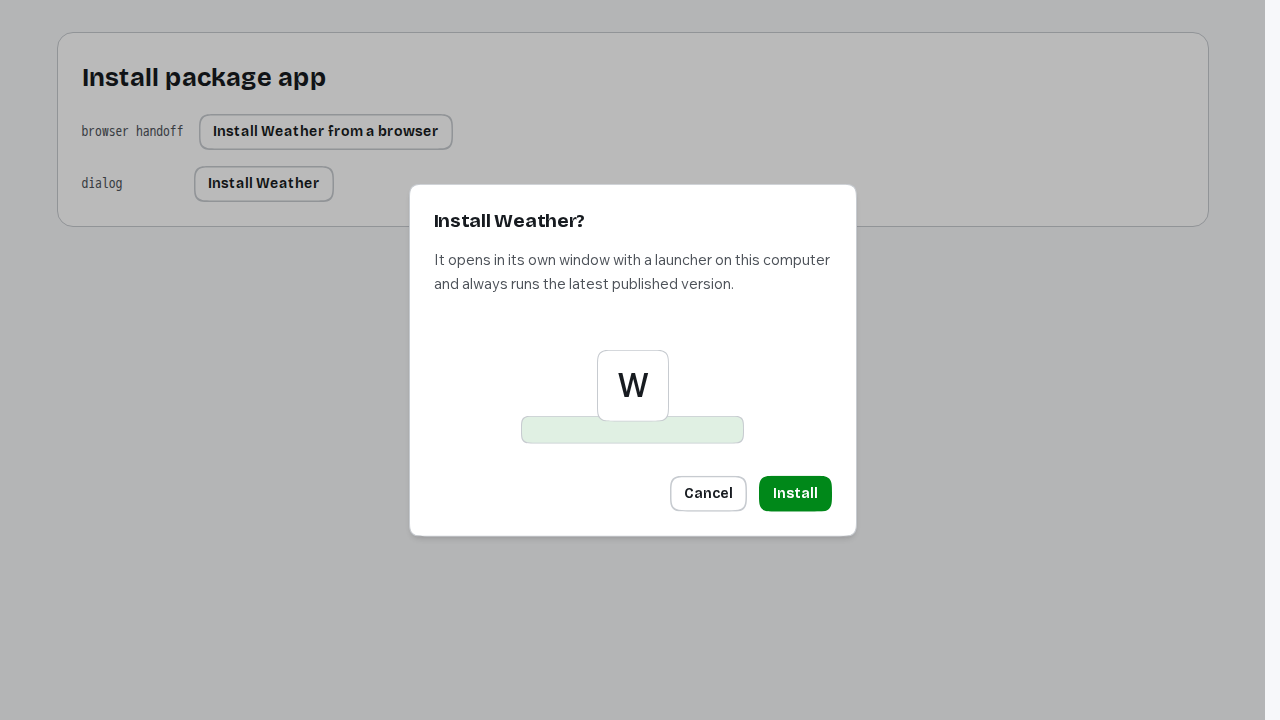 Install package app
browser handoff
Install Weather from a browser
dialog
Install Weather
Install Weather?
It opens in its own window with a launcher on this computer
and always runs the latest published version.
W
Cancel
Install